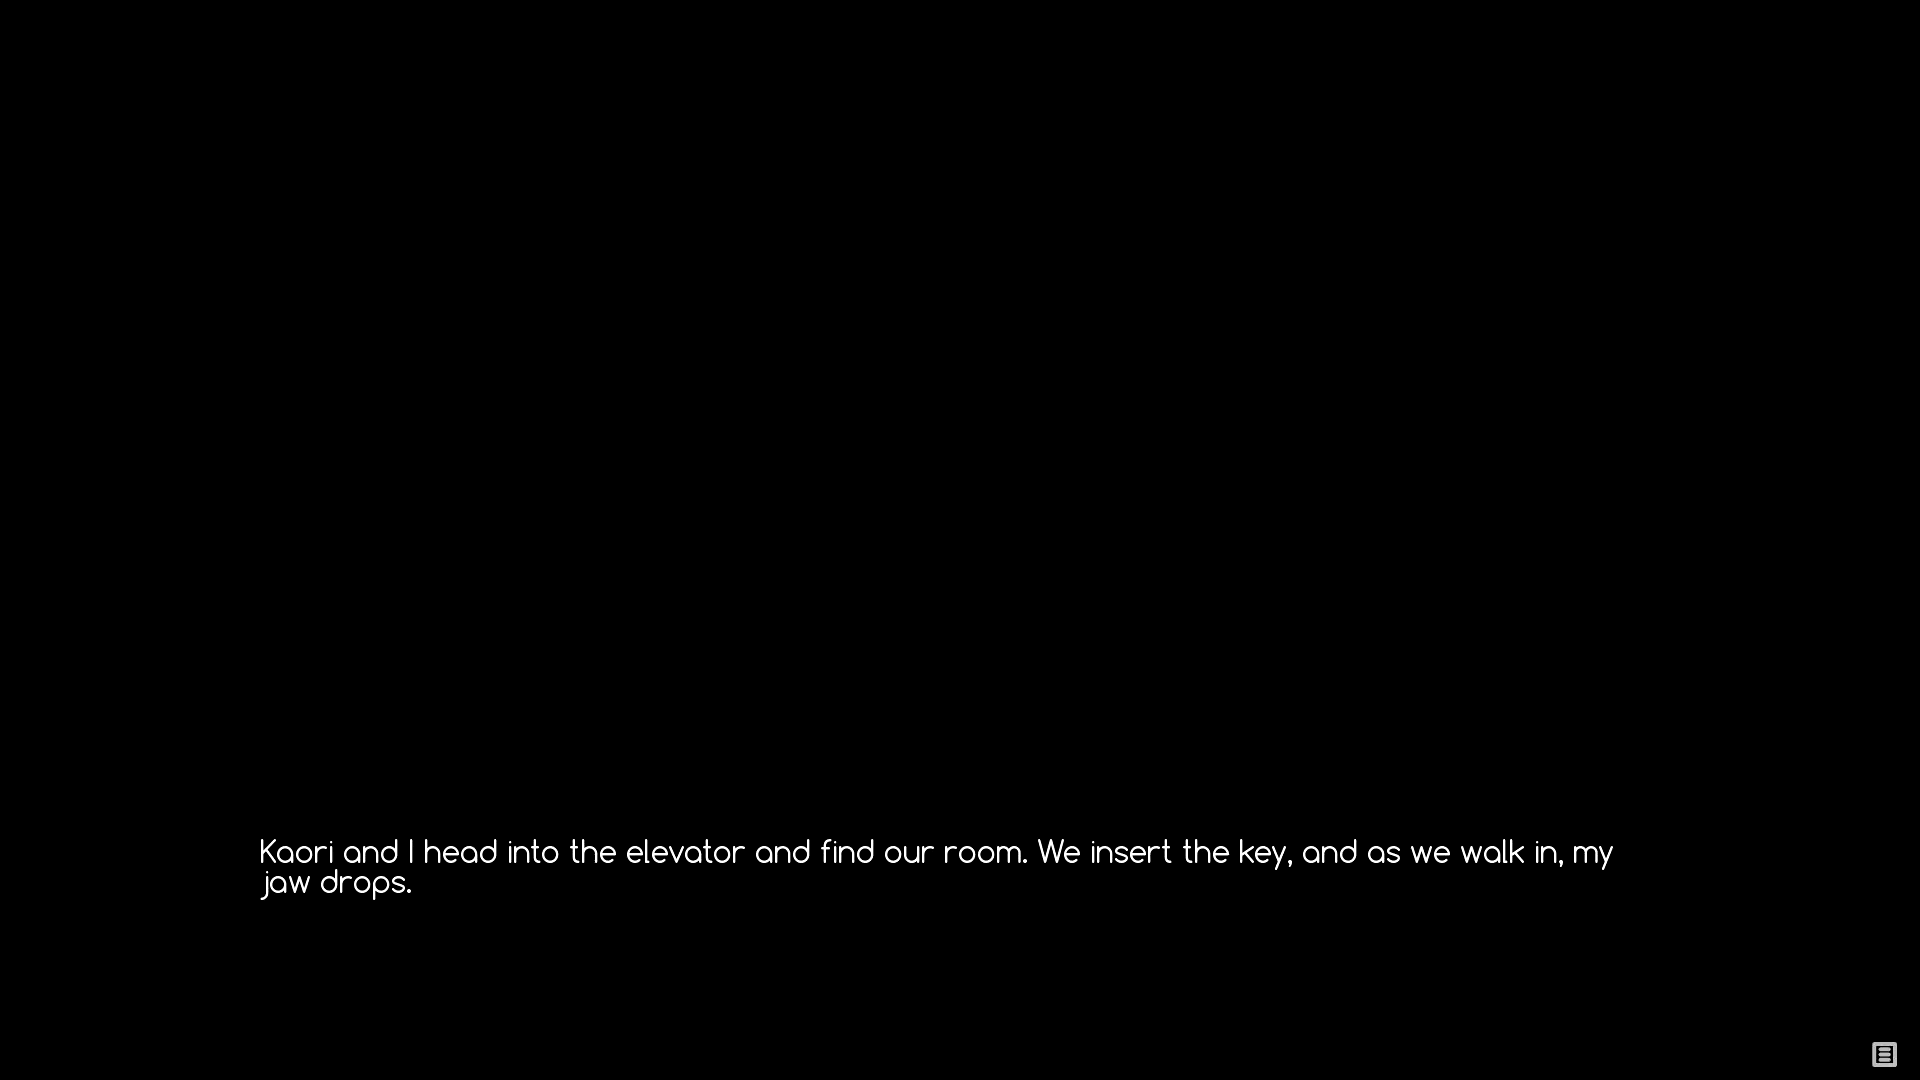 Kaori and I head into the elevator and find our room. We insert the key, and as we walk in, my
jaw drops.